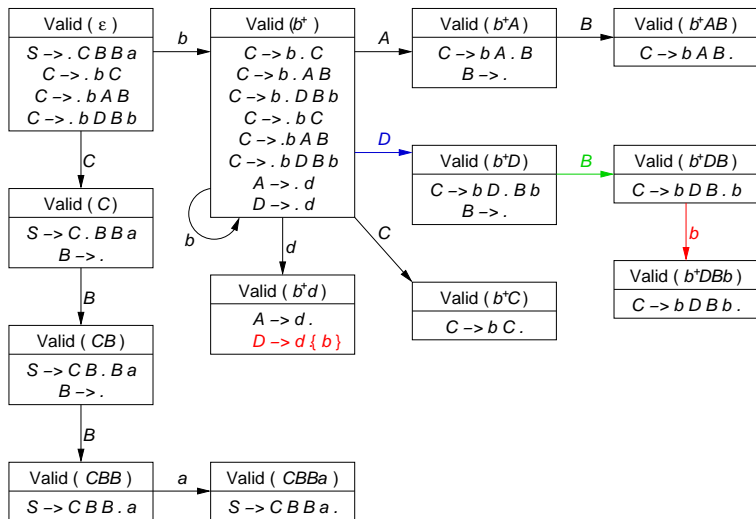 Valid ( ε )
S -> . C B B a
C -> . b C
C -> . b A B
C -> . b D B b
b
Valid ( b+ )
C -> b . C
C -> b . A B
C -> b . D B b
C -> . b C
C -> . b A B
C -> . b D B b
A -> . d
D -> . d
A
Valid ( b+A )
C -> b A . B
B -> .
B
Valid ( b+AB )
C -> b A B .
D
Valid ( b+D )
C -> b D . B b
B -> .
B
Valid ( b+DB )
C -> b D B . b
C
Valid ( C )
S -> C . B B a
B -> .
b
d
C
b
Valid ( b+d )
A -> d .
D -> d . { b }
Valid ( b+C )
C -> b C .
Valid ( b+DBb )
C -> b D B b .
B
Valid ( CB )
S -> C B . B a
B -> .
B
Valid ( CBB )
S -> C B B . a
a
Valid ( CBBa )
S -> C B B a .